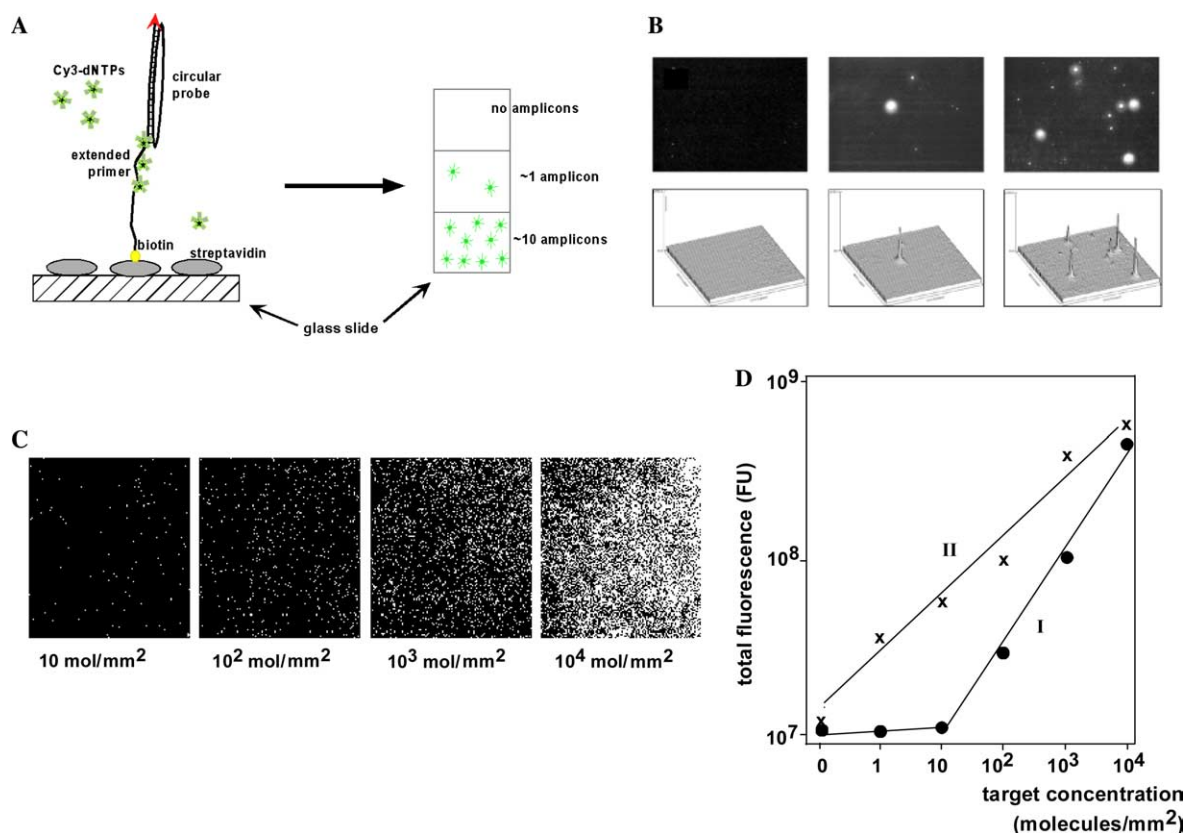 A
Cy3-dNTPs
circular
probe
extended
primer
biotin
streptavidin
glass slide
no amplicons
~1 amplicon
~10 amplicons
B
C
10 mol/mm²
10² mol/mm²
10³ mol/mm²
10⁴ mol/mm²
D
total fluorescence (FU)
10⁹
10⁸
10⁷
II
I
0 1 10 10² 10³ 10⁴
target concentration
(molecules/mm²)